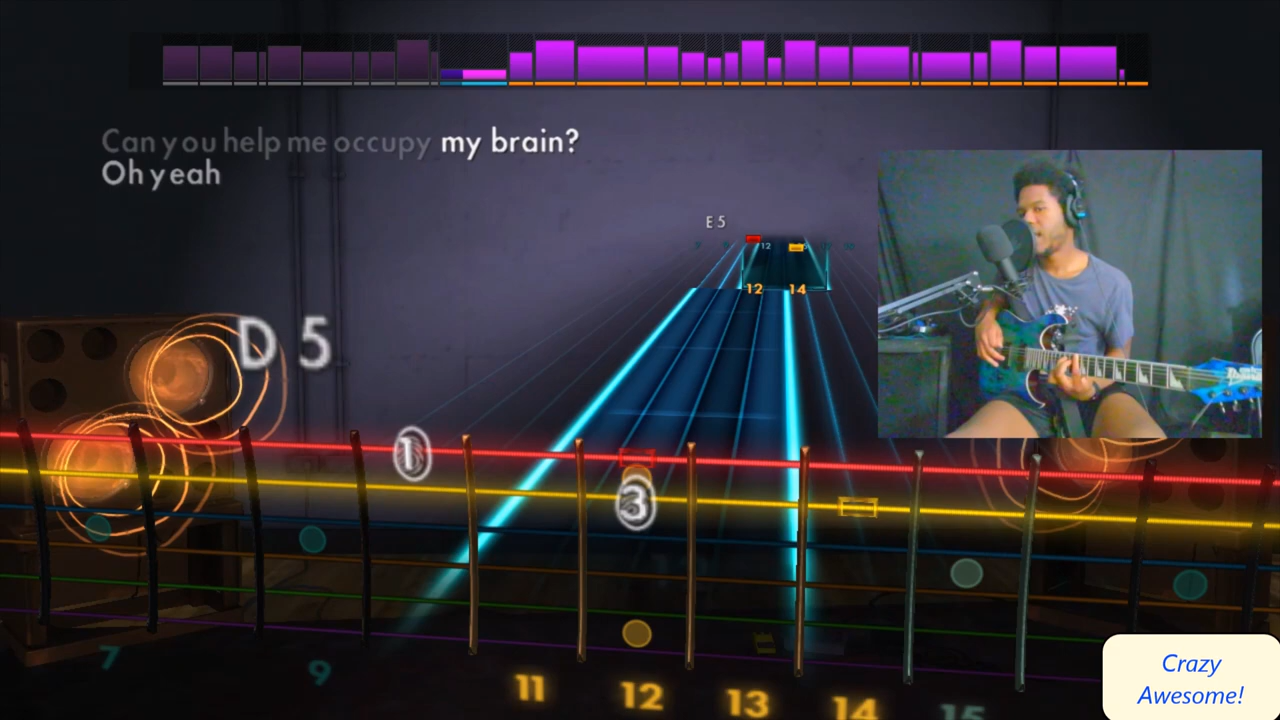 Can you help me occupy my brain?
Oh yeah
E 5
12
12 14
D 5
1
3
7 9 11 12 13 14 15
Crazy
Awesome!